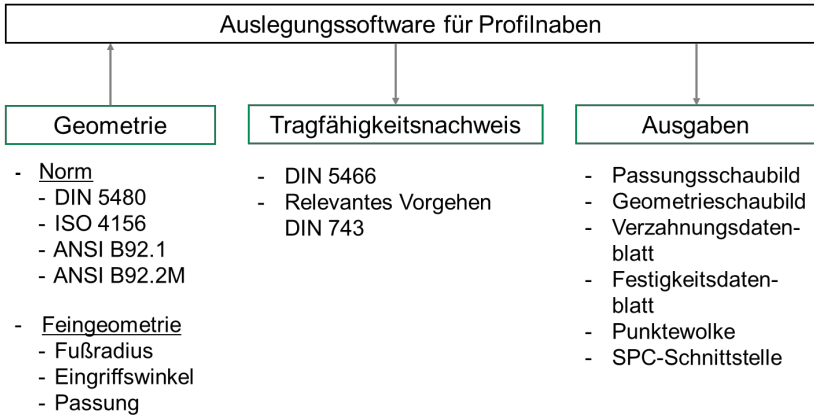 Auslegungssoftware für Profilnaben
Geometrie
- Norm
- DIN 5480
- ISO 4156
- ANSI B92.1
- ANSI B92.2M
- Feingeometrie
- Fußradius
- Eingriffswinkel
- Passung
Tragfähigkeitsnachweis
- DIN 5466
- Relevantes Vorgehen
DIN 743
Ausgaben
- Passungsschaubild
- Geometrieschaubild
- Verzahnungsdaten-
blatt
- Festigkeitsdaten-
blatt
- Punktewolke
- SPC-Schnittstelle